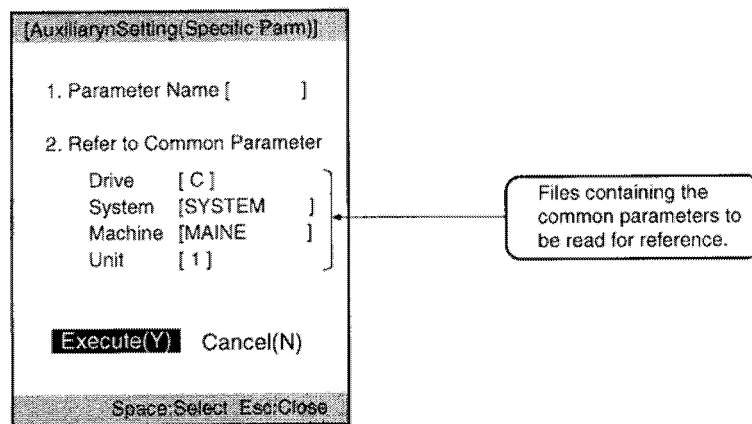 [AuxiliarynSetting(Specific Parm)]
1. Parameter Name [ ]
2. Refer to Common Parameter
Drive [ C ]
System [SYSTEM ]
Machine [MAINE ]
Unit [ 1 ]
Execute(Y) Cancel(N)
Space:Select Esc:Close
Files containing the
common parameters to
be read for reference.